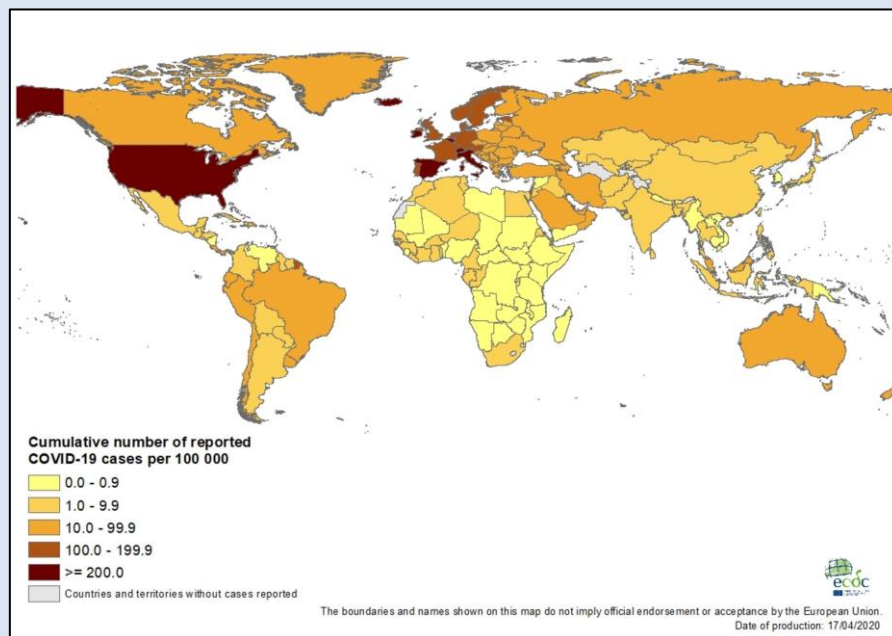 Cumulative number of reported
COVID-19 cases per 100 000
0.0 - 0.9
1.0 - 9.9
10.0 - 99.9
100.0 - 199.9
>= 200.0
Countries and territories without cases reported
ecdc
The boundaries and names shown on this map do not imply official endorsement or acceptance by the European Union.
Date of production: 17/04/2020